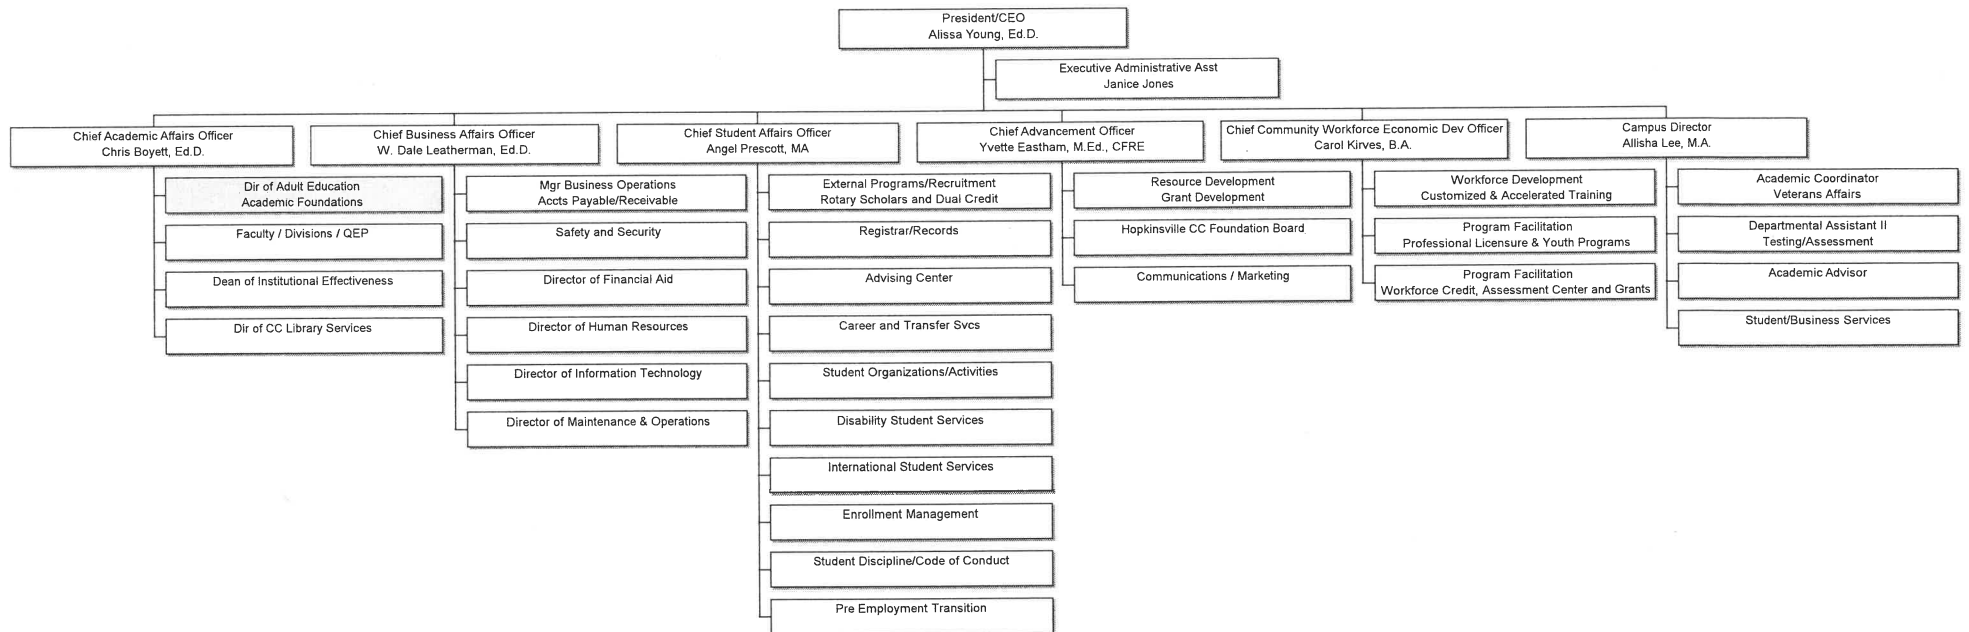 President/CEO
Alissa Young, Ed.D.
Executive Administrative Asst
Janice Jones
Chief Academic Affairs Officer
Chris Boyett, Ed.D.
Dir of Adult Education
Academic Foundations
Faculty / Divisions / QEP
Dean of Institutional Effectiveness
Dir of CC Library Services
Chief Business Affairs Officer
W. Dale Leatherman, Ed.D.
Mgr Business Operations
Accts Payable/Receivable
Safety and Security
Director of Financial Aid
Director of Human Resources
Director of Information Technology
Director of Maintenance & Operations
Chief Student Affairs Officer
Angel Prescott, MA
External Programs/Recruitment
Rotary Scholars and Dual Credit
Registrar/Records
Advising Center
Career and Transfer Svcs
Student Organizations/Activities
Disability Student Services
International Student Services
Enrollment Management
Student Discipline/Code of Conduct
Pre Employment Transition
Chief Advancement Officer
Yvette Eastham, M.Ed., CFRE
Resource Development
Grant Development
Hopkinsville CC Foundation Board
Communications / Marketing
Chief Community Workforce Economic Dev Officer
Carol Kirves, B.A.
Workforce Development
Customized & Accelerated Training
Program Facilitation
Professional Licensure & Youth Programs
Program Facilitation
Workforce Credit, Assessment Center and Grants
Campus Director
Allisha Lee, M.A.
Academic Coordinator
Veterans Affairs
Departmental Assistant II
Testing/Assessment
Academic Advisor
Student/Business Services